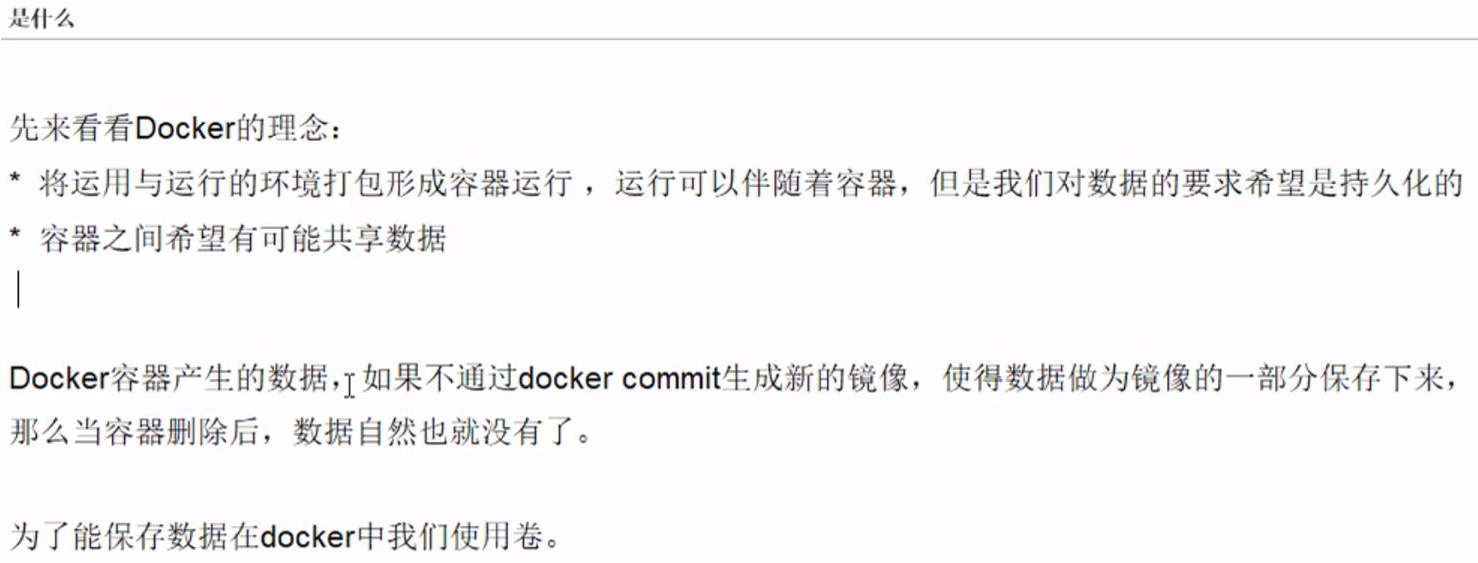 是什么
先来看看Docker的理念：
* 将运用与运行的环境打包形成容器运行 ，运行可以伴随着容器，但是我们对数据的要求希望是持久化的
* 容器之间希望有可能共享数据
Docker容器产生的数据，如果不通过docker commit生成新的镜像，使得数据做为镜像的一部分保存下来，
那么当容器删除后，数据自然也就没有了。
为了能保存数据在docker中我们使用卷。